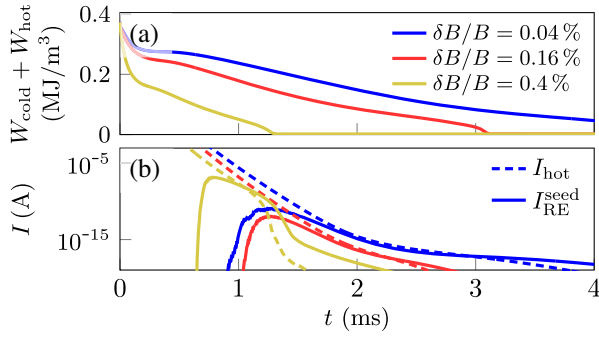 0.4
0.2
0
W_cold + W_hot
(MJ/m³)
(a)
δB/B = 0.04 %
δB/B = 0.16 %
δB/B = 0.4 %
10⁻⁵
10⁻¹⁵
I (A)
(b)
I_hot
I_RE^seed
0 1 2 3 4
t (ms)